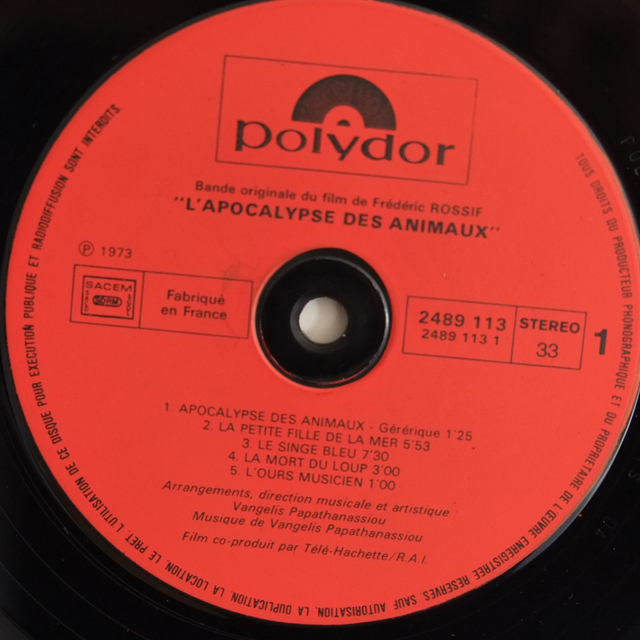 polydor
Bande originale du film de Frédéric ROSSIF
"L'APOCALYPSE DES ANIMAUX"
Ⓟ 1973
SACEM
Fabriqué
en France
2489 113
2489 113 1
STEREO
33
1
1. APOCALYPSE DES ANIMAUX - Gérérique 1'25
2. LA PETITE FILLE DE LA MER 5'53
3. LE SINGE BLEU 7'30
4. LA MORT DU LOUP 3'00
5. L'OURS MUSICIEN 1'00
Arrangements, direction musicale et artistique
Vangelis Papathanassiou
Musique de Vangelis Papathanassiou
Film co-produit par Télé-Hachette/R.A.I.
TOUS DROITS DU PRODUCTEUR PHONOGRAPHIQUE ET DU PROPRIETAIRE DE L'ŒUVRE ENREGISTREE RESERVES. SAUF AUTORISATION, LA DUPLICATION, LA LOCATION, LE PRET, L'UTILISATION DE CE DISQUE POUR EXECUTION PUBLIQUE ET RADIODIFFUSION SONT INTERDITS.